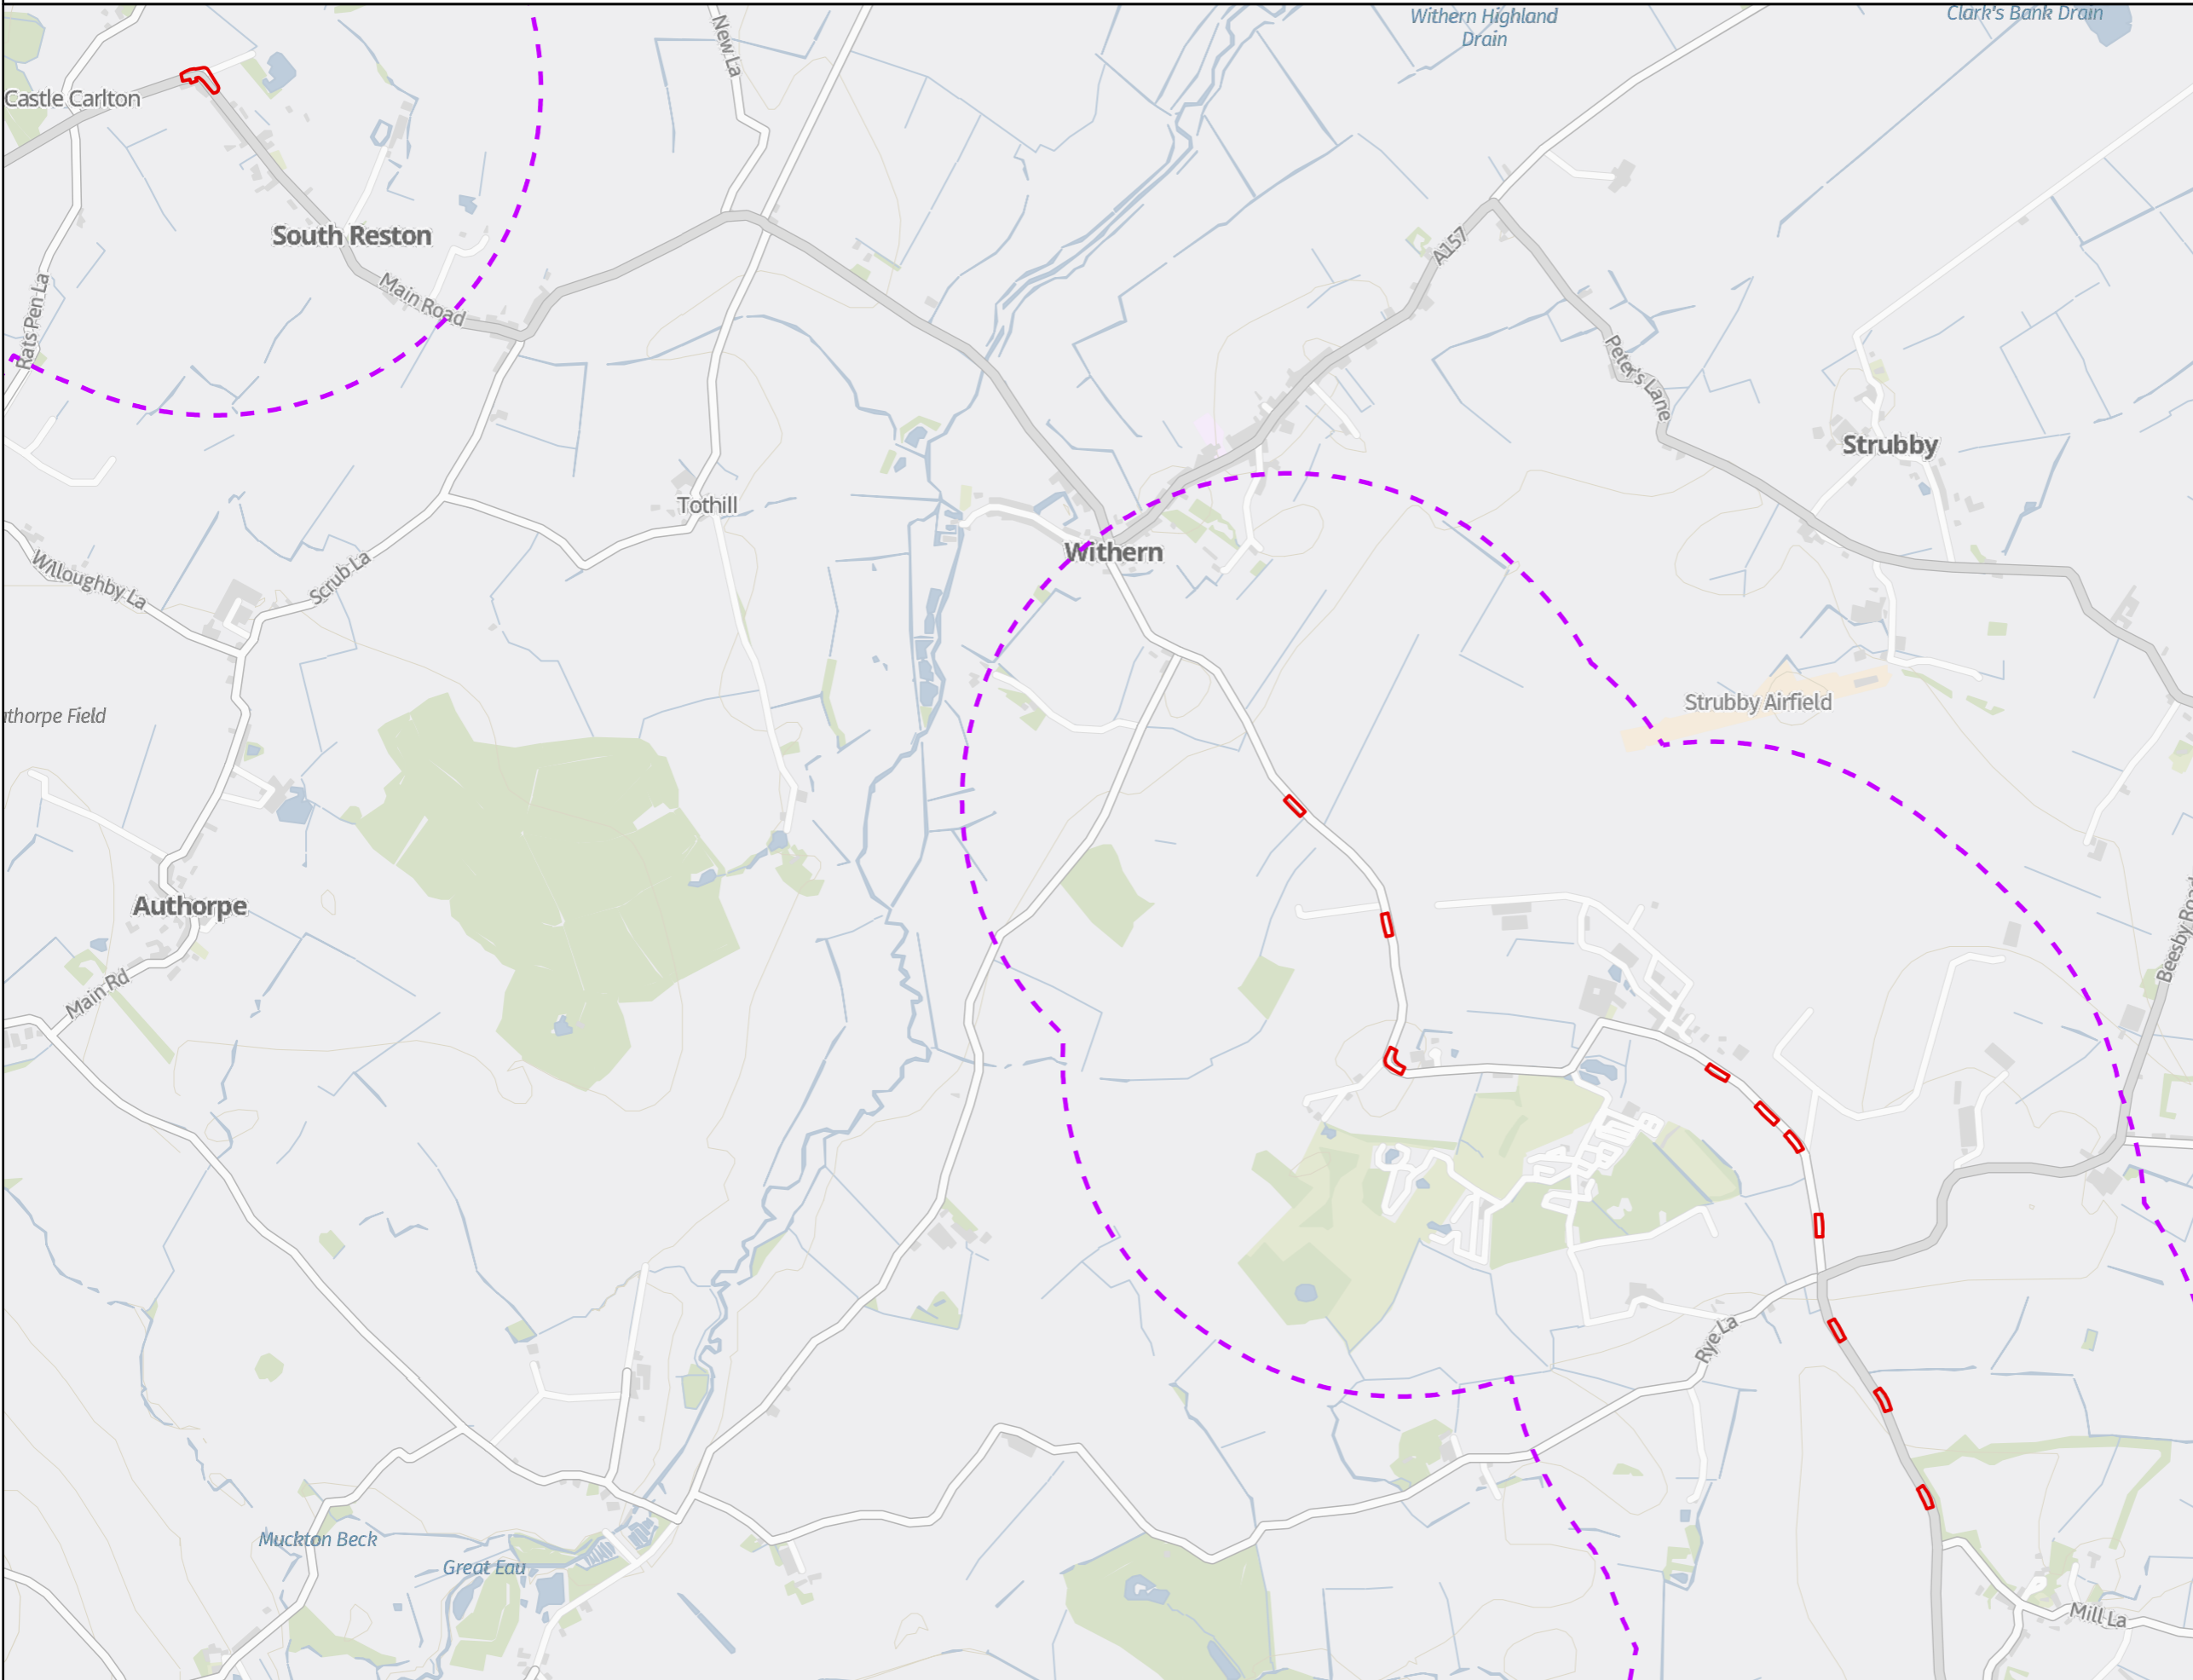 Withern Highland
Drain
Clark's Bank Drain
New La
Castle Carlton
South Reston
A157
Main Road
Rats Pen La
Peter's Lane
Strubby
Tothill
Withern
Willoughby La
Scrub La
Strubby Airfield
thorpe Field
Authorpe
Main Rd
Beesby Road
Rye La
Muckton Beck
Great Eau
Mill La